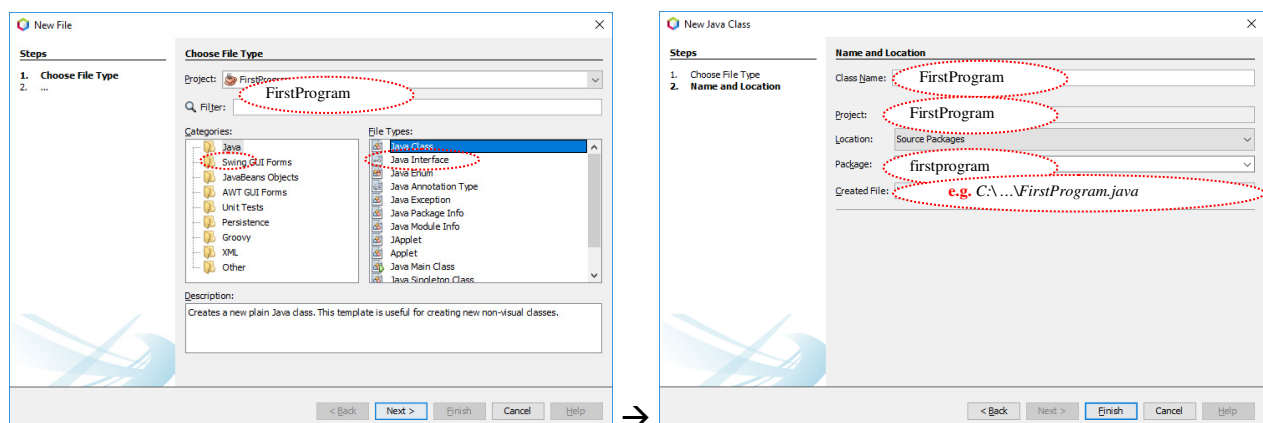 New File
Steps
1. Choose File Type
2. ...
Choose File Type
Project: FirstProgram
FirstProgram
Filter:
Categories:
Java
Swing GUI Forms
JavaBeans Objects
AWT GUI Forms
Unit Tests
Persistence
Groovy
XML
Other
File Types:
Java Class
Java Interface
Java Enum
Java Annotation Type
Java Exception
Java Package Info
Java Module Info
JApplet
Applet
Java Main Class
Java Singleton Class
Description:
Creates a new plain Java class. This template is useful for creating new non-visual classes.
< Back Next > Finish Cancel Help
→
New Java Class
Steps
1. Choose File Type
2. Name and Location
Name and Location
Class Name: FirstProgram
Project: FirstProgram
Location: Source Packages
Package: firstprogram
Created File: e.g. C:\ ...\FirstProgram.java
< Back Next > Finish Cancel Help